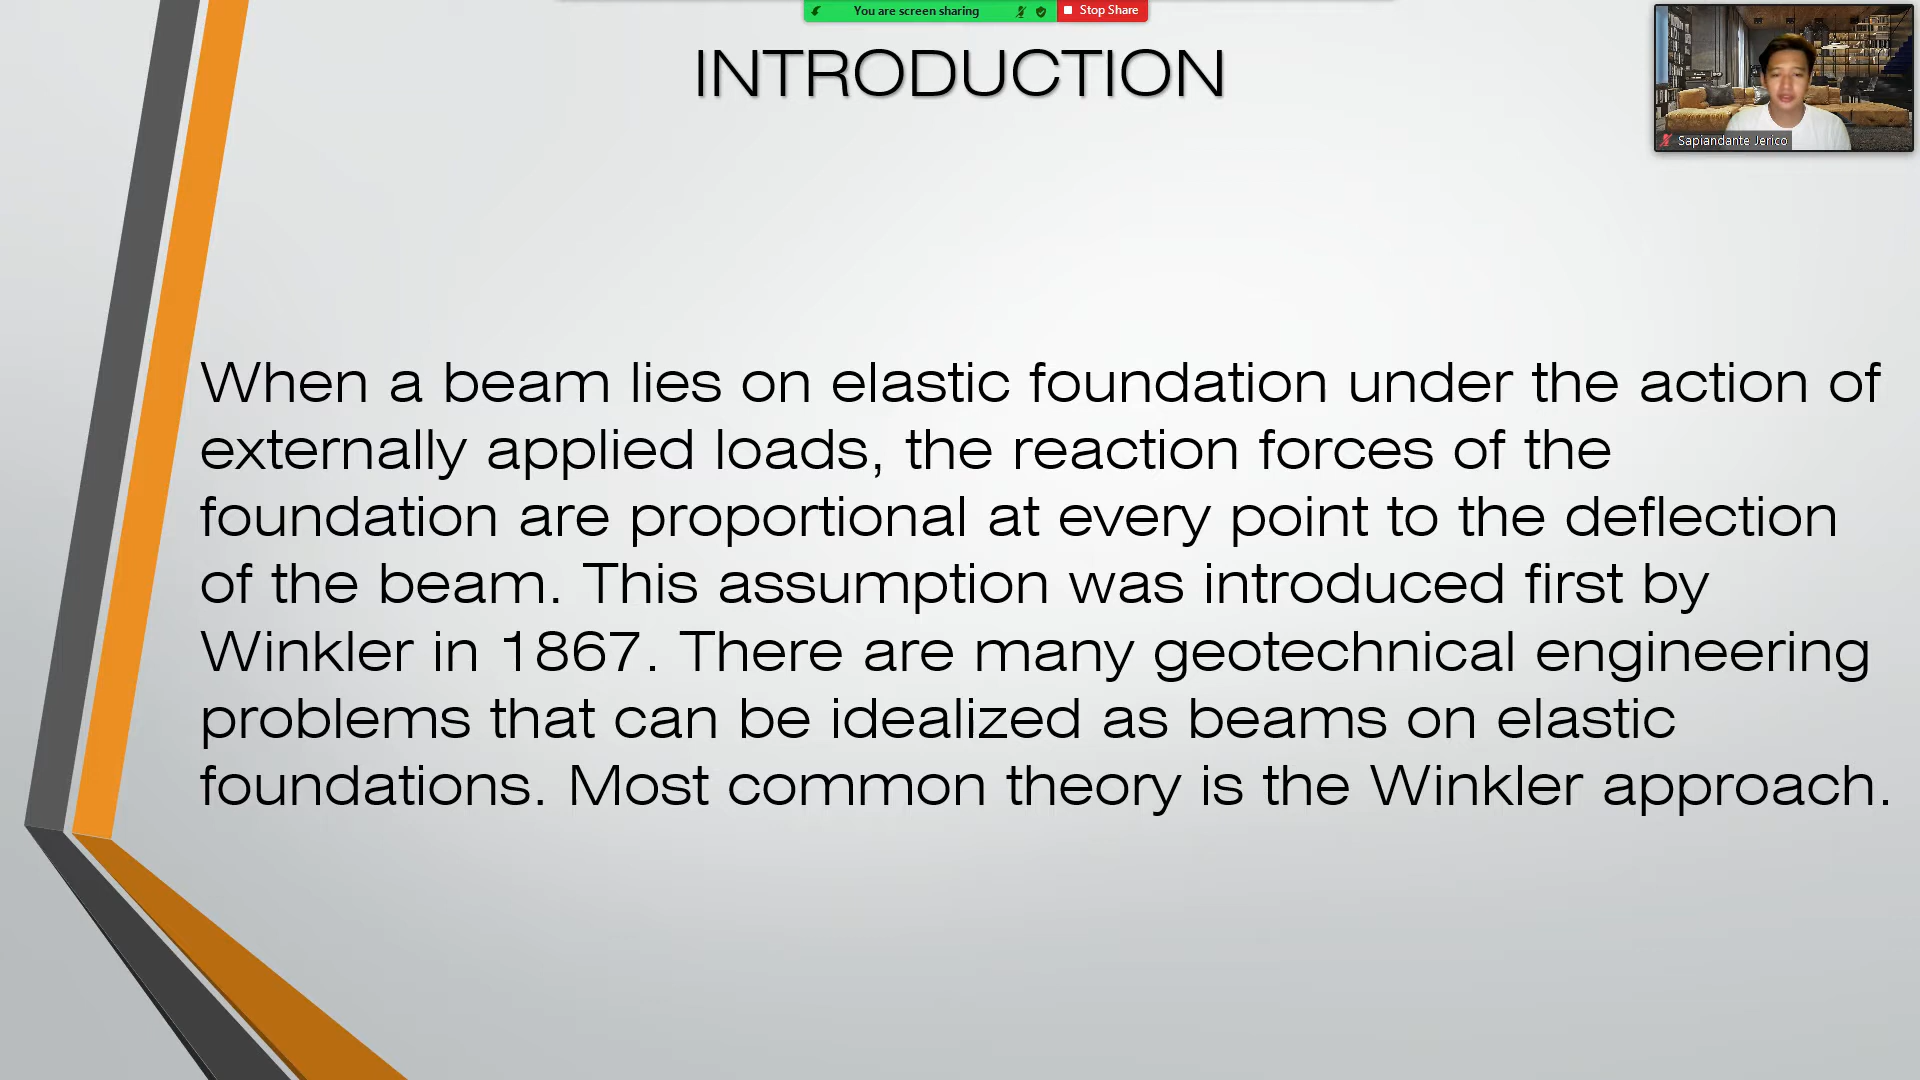 You are screen sharing
Stop Share
INTRODUCTION
Sapiandante Jerico
When a beam lies on elastic foundation under the action of
externally applied loads, the reaction forces of the
foundation are proportional at every point to the deflection
of the beam. This assumption was introduced first by
Winkler in 1867. There are many geotechnical engineering
problems that can be idealized as beams on elastic
foundations. Most common theory is the Winkler approach.